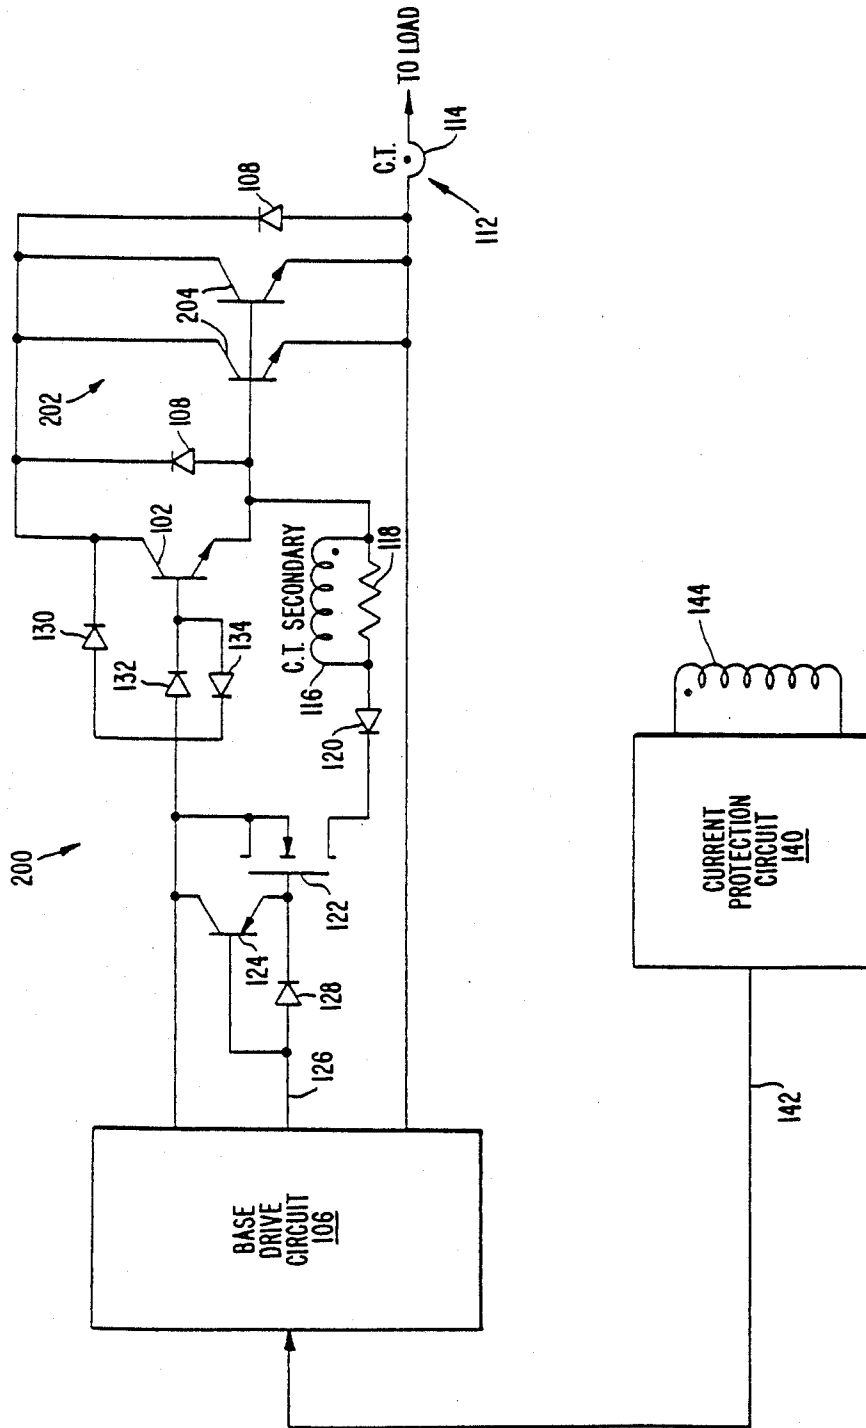 200
130
132
134
102
108
202
204
108
C.T.
TO LOAD
114
112
C.T. SECONDARY
116
118
120
122
124
128
126
BASE
DRIVE
CIRCUIT
106
142
CURRENT
PROTECTION
CIRCUIT
140
144